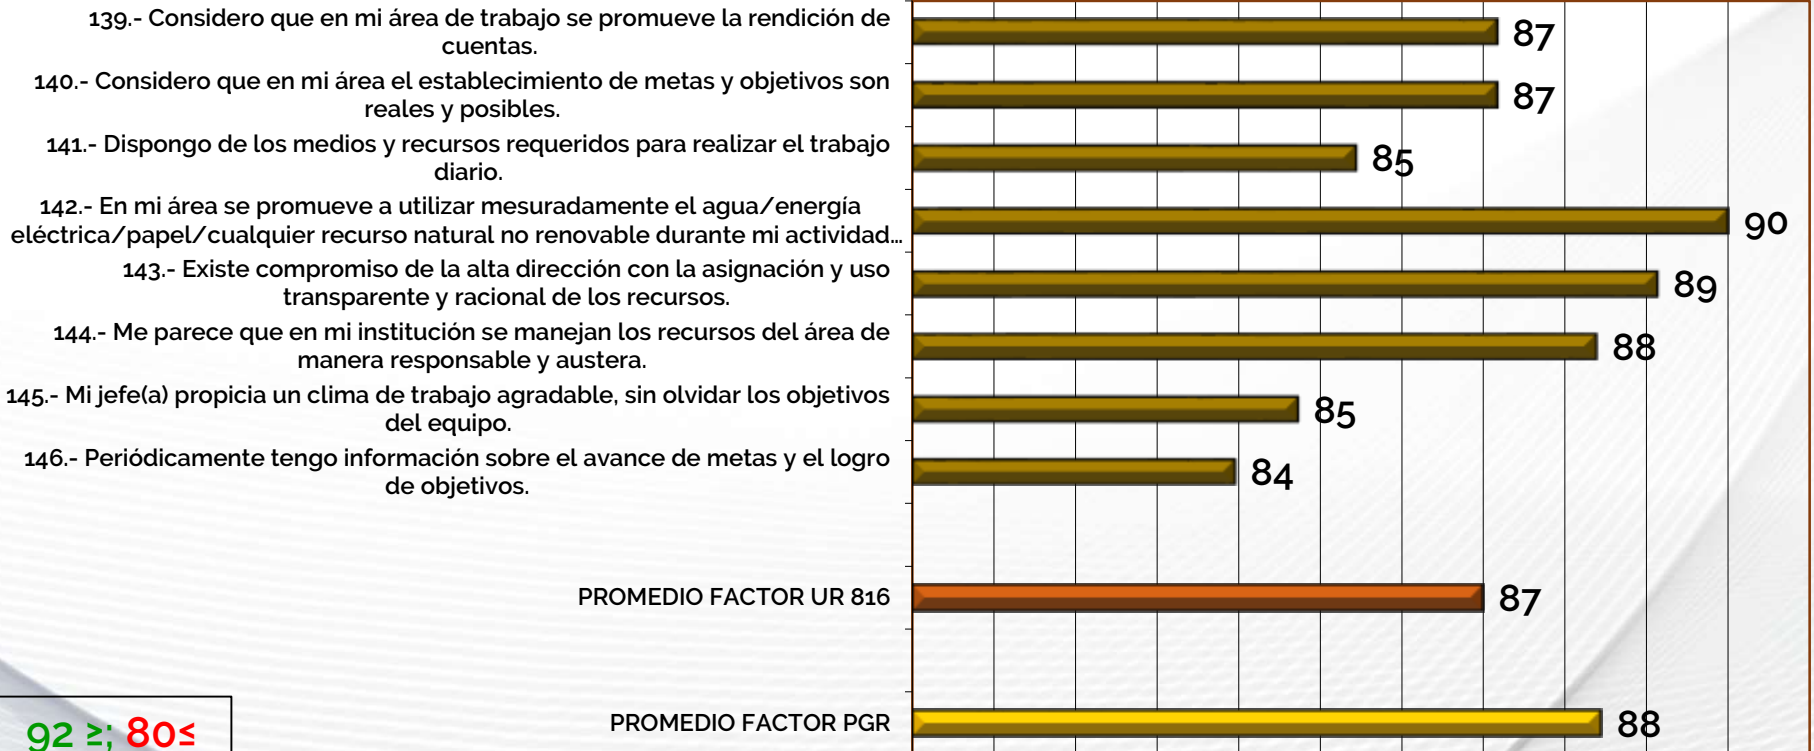 139.- Considero que en mi área de trabajo se promueve la rendición de
cuentas.
87
140.- Considero que en mi área el establecimiento de metas y objetivos son
reales y posibles.
87
141.- Dispongo de los medios y recursos requeridos para realizar el trabajo
diario.
85
142.- En mi área se promueve a utilizar mesuradamente el agua/energía
eléctrica/papel/cualquier recurso natural no renovable durante mi actividad...
90
143.- Existe compromiso de la alta dirección con la asignación y uso
transparente y racional de los recursos.
89
144.- Me parece que en mi institución se manejan los recursos del área de
manera responsable y austera.
88
145.- Mi jefe(a) propicia un clima de trabajo agradable, sin olvidar los objetivos
del equipo.
85
146.- Periódicamente tengo información sobre el avance de metas y el logro
de objetivos.
84
PROMEDIO FACTOR UR 816
87
PROMEDIO FACTOR PGR
88
92 ≥; 80≤